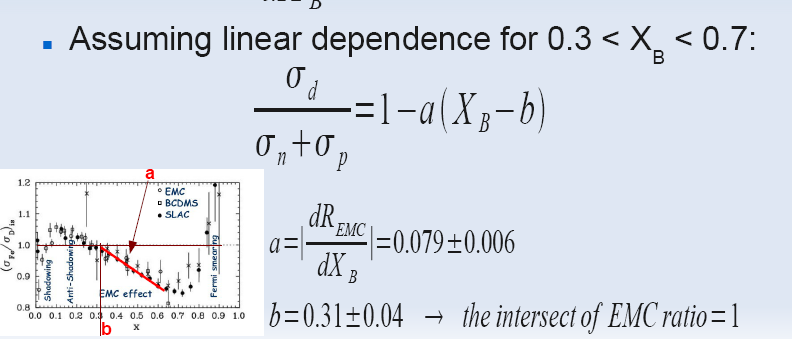 ▪ Assuming linear dependence for 0.3 < X_B < 0.7:
σ_d / (σ_n + σ_p) = 1 − a(X_B − b)
a
1.2
1.1
1.0
0.9
0.8
(σ_Fe/σ_D)_is
EMC
BCDMS
SLAC
Shadowing
Anti-Shadowing
EMC effect
Fermi smearing
0.0 0.1 0.2 0.3 0.4 0.5 0.6 0.7 0.8 0.9 1.0
x
b
a=|dR_EMC / dX_B|=0.079±0.006
b=0.31±0.04 → the intersect of EMC ratio=1